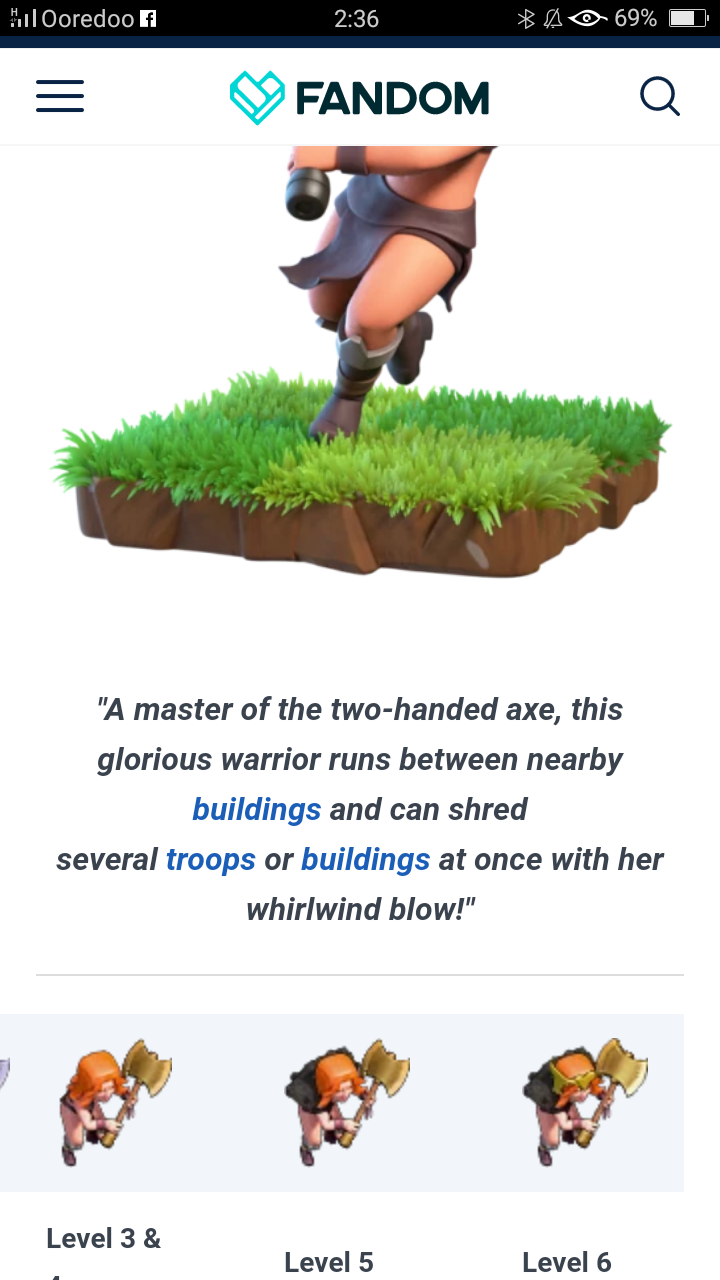 Ooredoo 2:36 69%
FANDOM
"A master of the two-handed axe, this
glorious warrior runs between nearby
buildings and can shred
several troops or buildings at once with her
whirlwind blow!"
Level 3 &
Level 5
Level 6